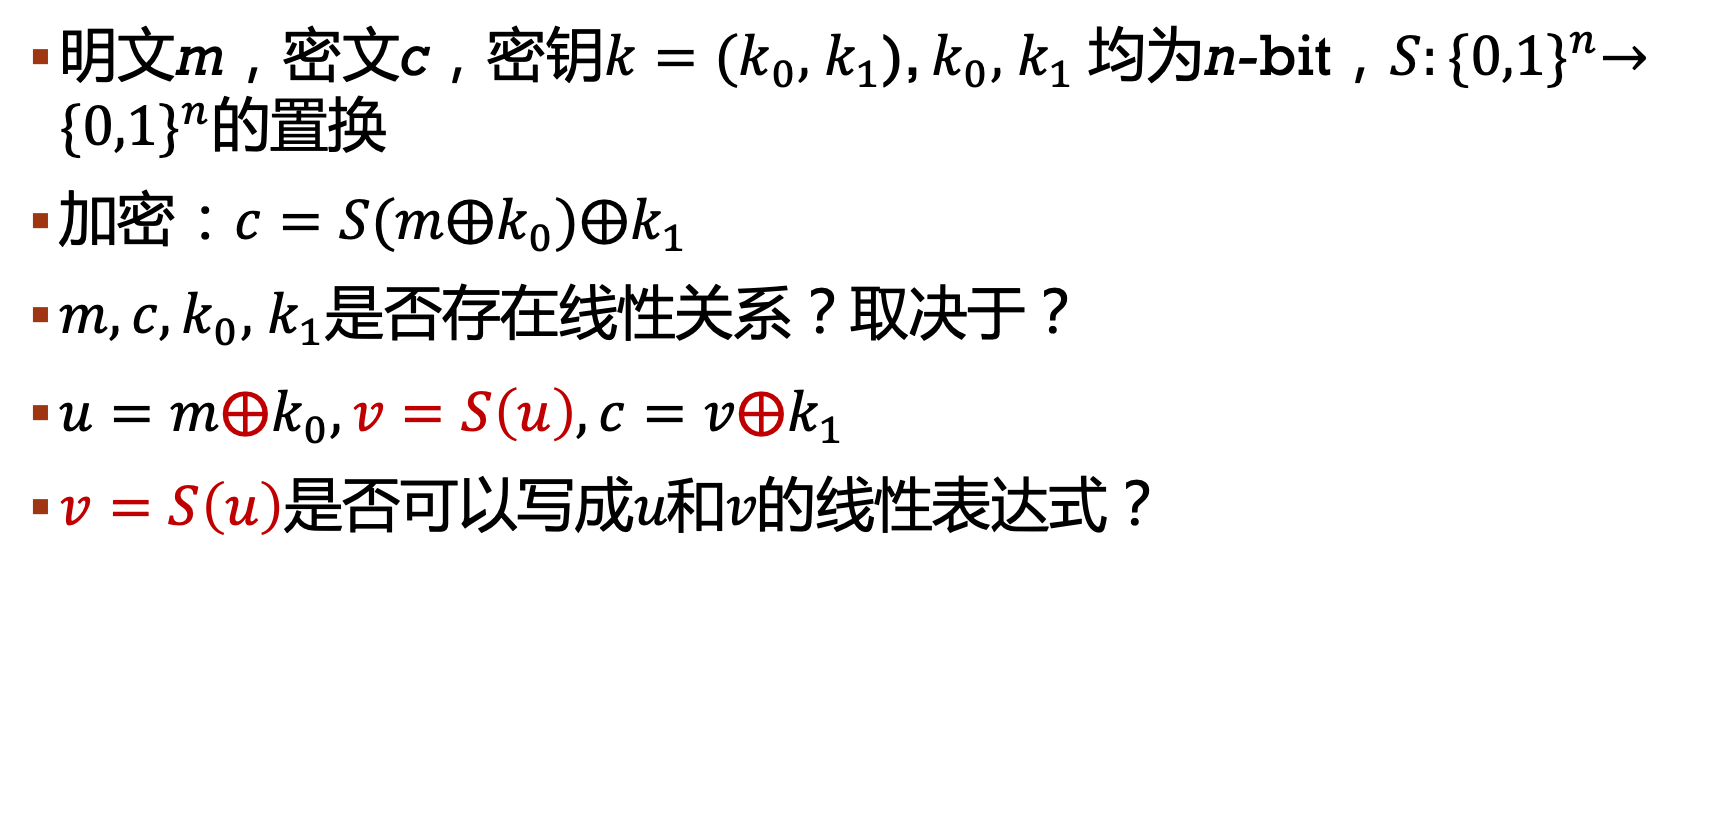 ▪明文m，密文c，密钥k = (k₀, k₁), k₀, k₁ 均为n-bit，S: {0,1}ⁿ→
{0,1}ⁿ的置换
▪加密：c = S(m⊕k₀)⊕k₁
▪m, c, k₀, k₁是否存在线性关系？取决于？
▪u = m⊕k₀, v = S(u), c = v⊕k₁
▪v = S(u)是否可以写成u和v的线性表达式？